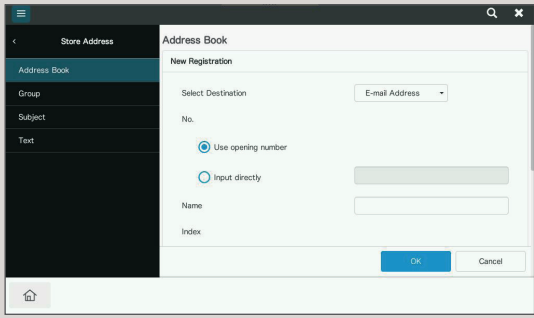 Store Address
Address Book
Group
Subject
Text
Address Book
New Registration
Select Destination
E-mail Address
No.
Use opening number
Input directly
Name
Index
OK
Cancel